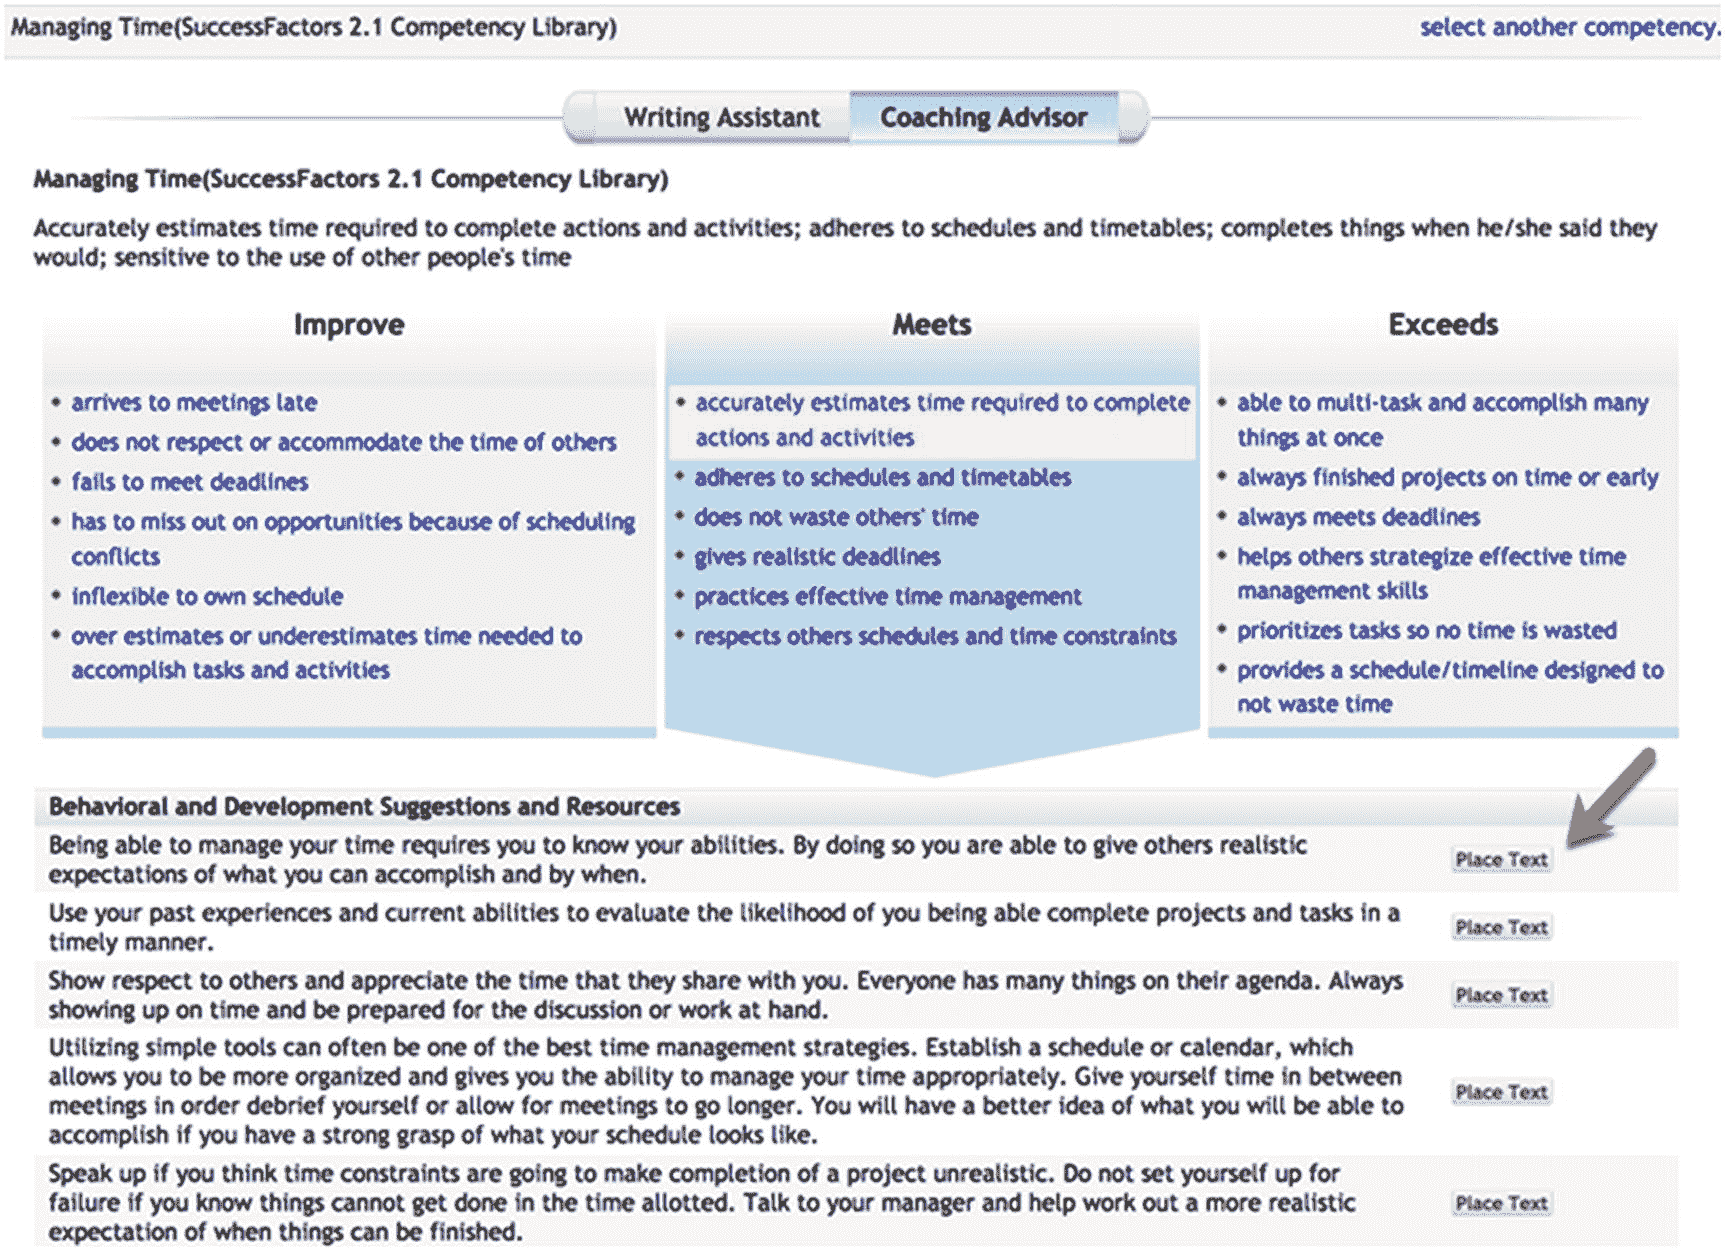 Managing Time(SuccessFactors 2.1 Competency Library)
select another competency.
Writing Assistant
Coaching Advisor
Managing Time(SuccessFactors 2.1 Competency Library)
Accurately estimates time required to complete actions and activities; adheres to schedules and timetables; completes things when he/she said they
would; sensitive to the use of other people's time
Improve
• arrives to meetings late
• does not respect or accommodate the time of others
• fails to meet deadlines
• has to miss out on opportunities because of scheduling
conflicts
• inflexible to own schedule
• over estimates or underestimates time needed to
accomplish tasks and activities
Meets
• accurately estimates time required to complete
actions and activities
• adheres to schedules and timetables
• does not waste others' time
• gives realistic deadlines
• practices effective time management
• respects others schedules and time constraints
Exceeds
• able to multi-task and accomplish many
things at once
• always finished projects on time or early
• always meets deadlines
• helps others strategize effective time
management skills
• prioritizes tasks so no time is wasted
• provides a schedule/timeline designed to
not waste time
Behavioral and Development Suggestions and Resources
Being able to manage your time requires you to know your abilities. By doing so you are able to give others realistic
expectations of what you can accomplish and by when.
Place Text
Use your past experiences and current abilities to evaluate the likelihood of you being able complete projects and tasks in a
timely manner.
Place Text
Show respect to others and appreciate the time that they share with you. Everyone has many things on their agenda. Always
showing up on time and be prepared for the discussion or work at hand.
Place Text
Utilizing simple tools can often be one of the best time management strategies. Establish a schedule or calendar, which
allows you to be more organized and gives you the ability to manage your time appropriately. Give yourself time in between
meetings in order debrief yourself or allow for meetings to go longer. You will have a better idea of what you will be able to
accomplish if you have a strong grasp of what your schedule looks like.
Place Text
Speak up if you think time constraints are going to make completion of a project unrealistic. Do not set yourself up for
failure if you know things cannot get done in the time allotted. Talk to your manager and help work out a more realistic
expectation of when things can be finished.
Place Text